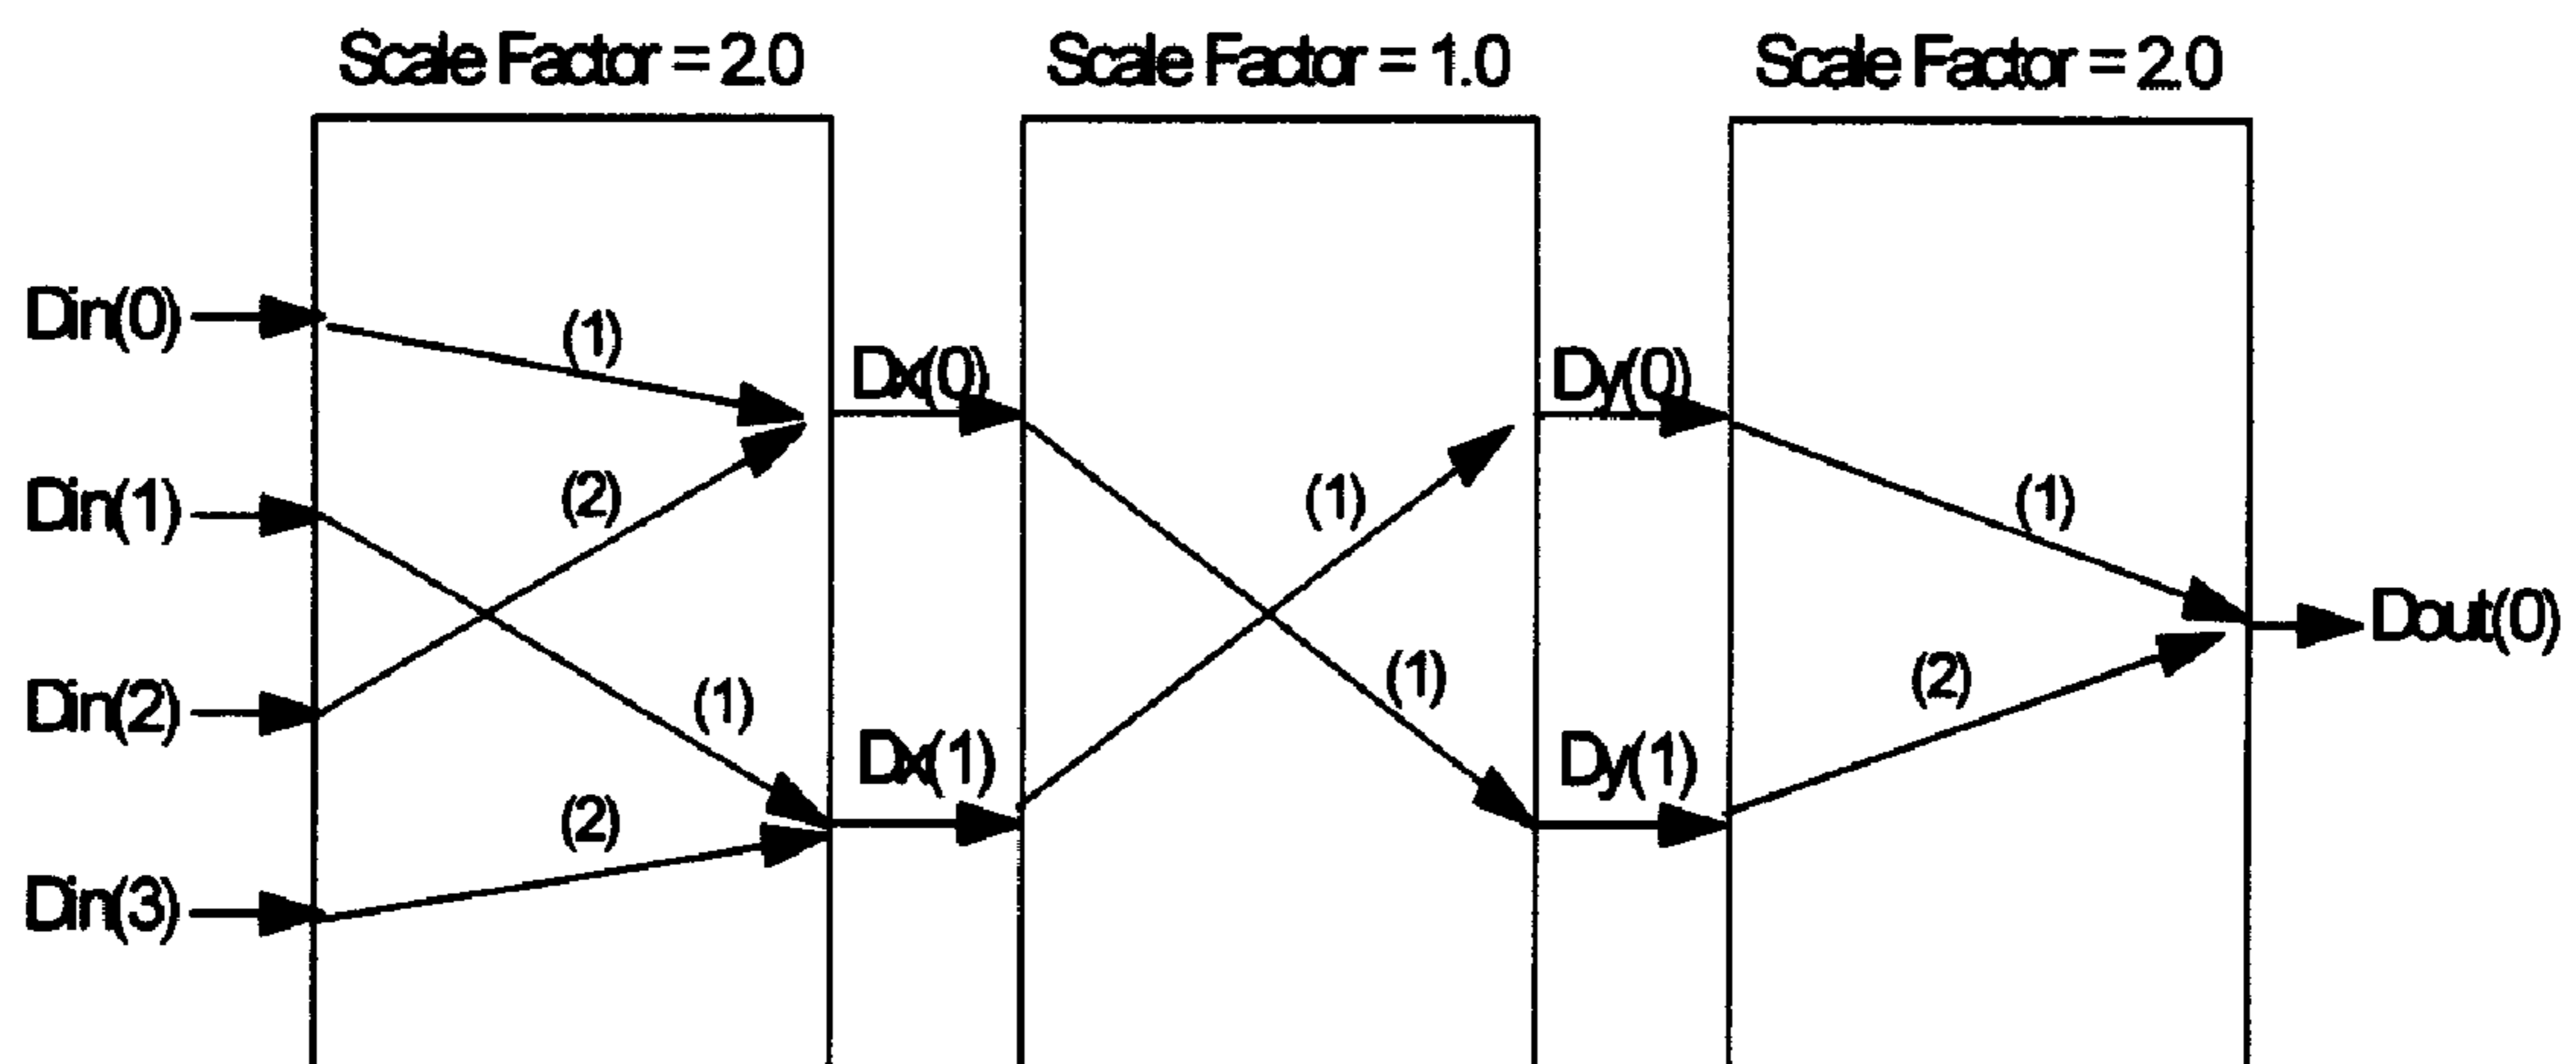 Scale Factor = 2.0
Scale Factor = 1.0
Scale Factor = 2.0
Din(0)
(1)
Dx(0)
Dy(0)
Din(1)
(2)
(1)
(1)
Dout(0)
Din(2)
(1)
(1)
(2)
Dx(1)
Dy(1)
(2)
Din(3)